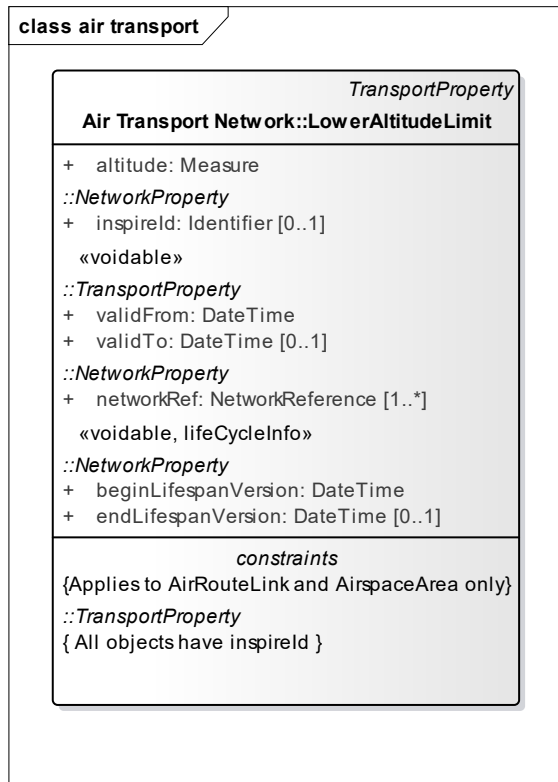 class air transport
TransportProperty
Air Transport Network::LowerAltitudeLimit
+ altitude: Measure
::NetworkProperty
+ inspireId: Identifier [0..1]
«voidable»
::TransportProperty
+ validFrom: DateTime
+ validTo: DateTime [0..1]
::NetworkProperty
+ networkRef: NetworkReference [1..*]
«voidable, lifeCycleInfo»
::NetworkProperty
+ beginLifespanVersion: DateTime
+ endLifespanVersion: DateTime [0..1]
constraints
{Applies to AirRouteLink and AirspaceArea only}
::TransportProperty
{ All objects have inspireId }